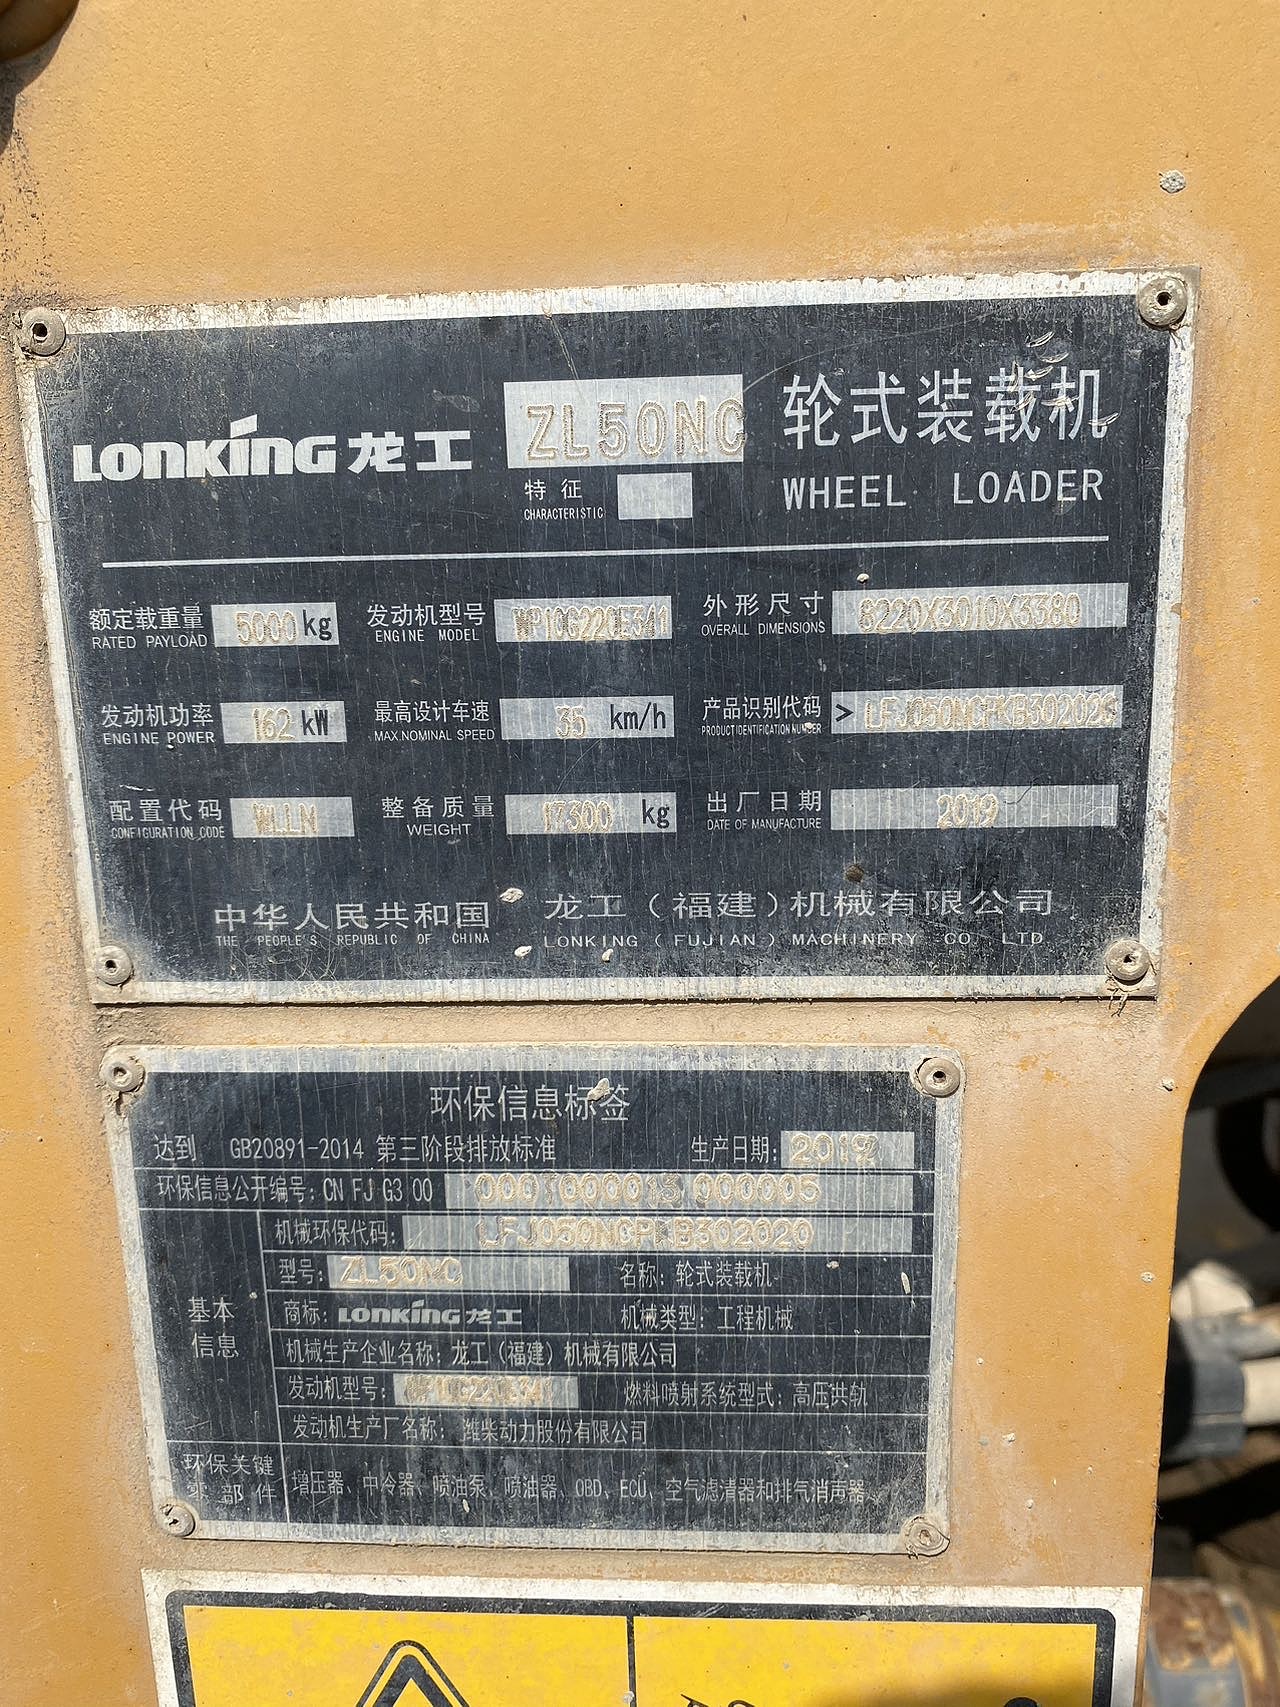 LONKING 龙工 ZL50NC 轮式装载机
特征
CHARACTERISTIC
WHEEL LOADER
额定载重量 5000 kg 发动机型号 WP10G220E341 外形尺寸 8220X3010X3380
RATED PAYLOAD ENGINE MODEL OVERALL DIMENSIONS
发动机功率 162 kW 最高设计车速 35 km/h 产品识别代码 >
ENGINE POWER MAX.NOMINAL SPEED PRODUCT IDENTIFICATION NUMBER
配置代码 WLLN 整备质量 17300 kg 出厂日期 2019
CONFIGURATION CODE WEIGHT DATE OF MANUFACTURE
中华人民共和国 龙工(福建)机械有限公司
THE PEOPLE'S REPUBLIC OF CHINA LONKING (FUJIAN) MACHINERY CO LTD
环保信息标签
达到 GB20891-2014 第三阶段排放标准 生产日期:
环保信息公开编号: CN FJ G3 00 000005
机械环保代码: LFJ050NCPKB302020
型号: ZL50NC 名称: 轮式装载机
基本信息
商标: LONKING 龙工 机械类型: 工程机械
机械生产企业名称: 龙工(福建)机械有限公司
发动机型号: WP10G220E341 燃料喷射系统型式: 高压共轨
发动机生产厂名称: 潍柴动力股份有限公司
环保关键零部件 增压器、中冷器、喷油泵、喷油器、OBD、ECU、空气滤清器和排气消声器